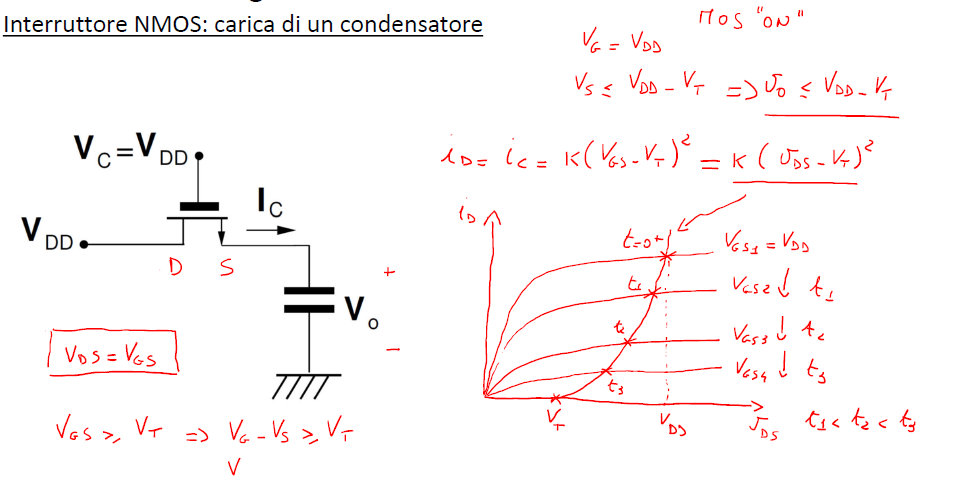 Interruttore NMOS: carica di un condensatore
MOS "ON"
V_G = V_DD
V_S ≤ V_DD - V_T => v_O ≤ V_DD - V_T
i_D = i_C = K(V_GS - V_T)² = K(v_DS - V_T)²
V_C=V_DD
V_DD
I_C
D S
+
V_o
-
V_DS = V_GS
V_GS ≥ V_T => V_G - V_S ≥ V_T
V
i_D
t=0+
V_GS1 = V_DD
t_1
V_GS2 ↓ t_1
t_2
V_GS3 ↓ t_2
t_3
V_GS4 ↓ t_3
V_T
V_DD
v_DS
t_1 < t_2 < t_3